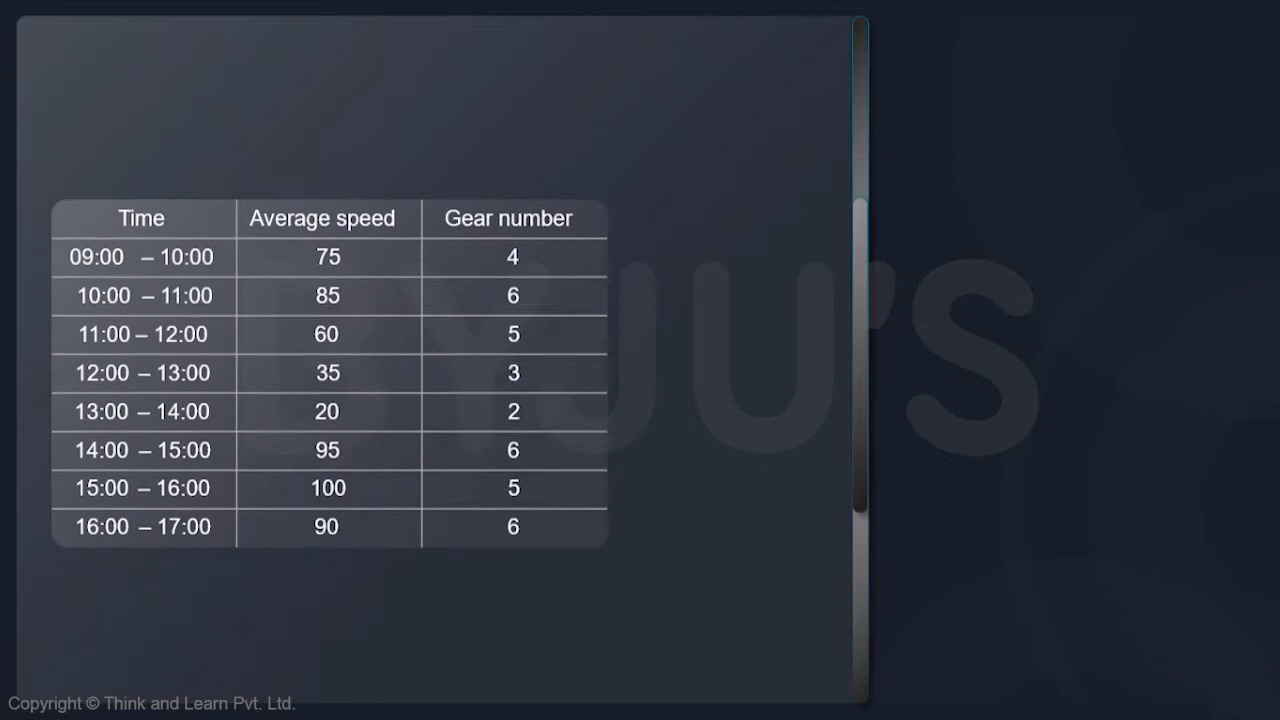 Time Average speed Gear number
09:00 – 10:00 75 4
10:00 – 11:00 85 6
11:00 – 12:00 60 5
12:00 – 13:00 35 3
13:00 – 14:00 20 2
14:00 – 15:00 95 6
15:00 – 16:00 100 5
16:00 – 17:00 90 6
BYJU'S
Copyright © Think and Learn Pvt. Ltd.